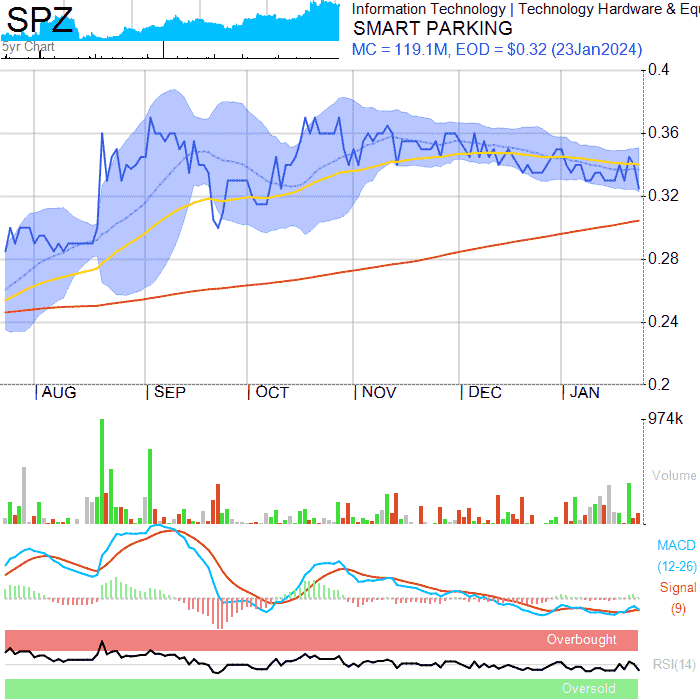 SPZ
5yr Chart
Information Technology | Technology Hardware & Equ
SMART PARKING
MC = 119.1M, EOD = $0.32 (23Jan2024)
0.4
0.36
0.32
0.28
0.24
0.2
AUG SEP OCT NOV DEC JAN
974k
Volume
MACD
(12-26)
Signal
(9)
Overbought
RSI(14)
Oversold